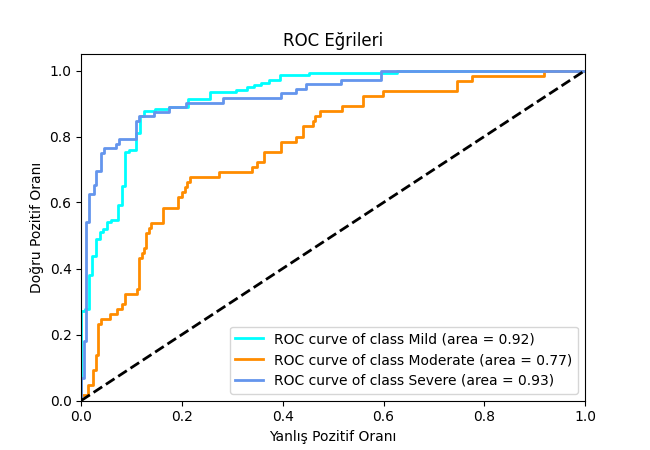 ROC Eğrileri
Doğru Pozitif Oranı
1.0
0.8
0.6
0.4
0.2
0.0
ROC curve of class Mild (area = 0.92)
ROC curve of class Moderate (area = 0.77)
ROC curve of class Severe (area = 0.93)
0.0 0.2 0.4 0.6 0.8 1.0
Yanlış Pozitif Oranı